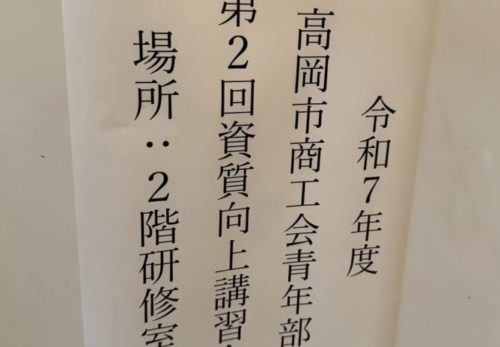 令和7年度
高岡市商工会青年部
第2回資質向上講習
場所：2階研修室